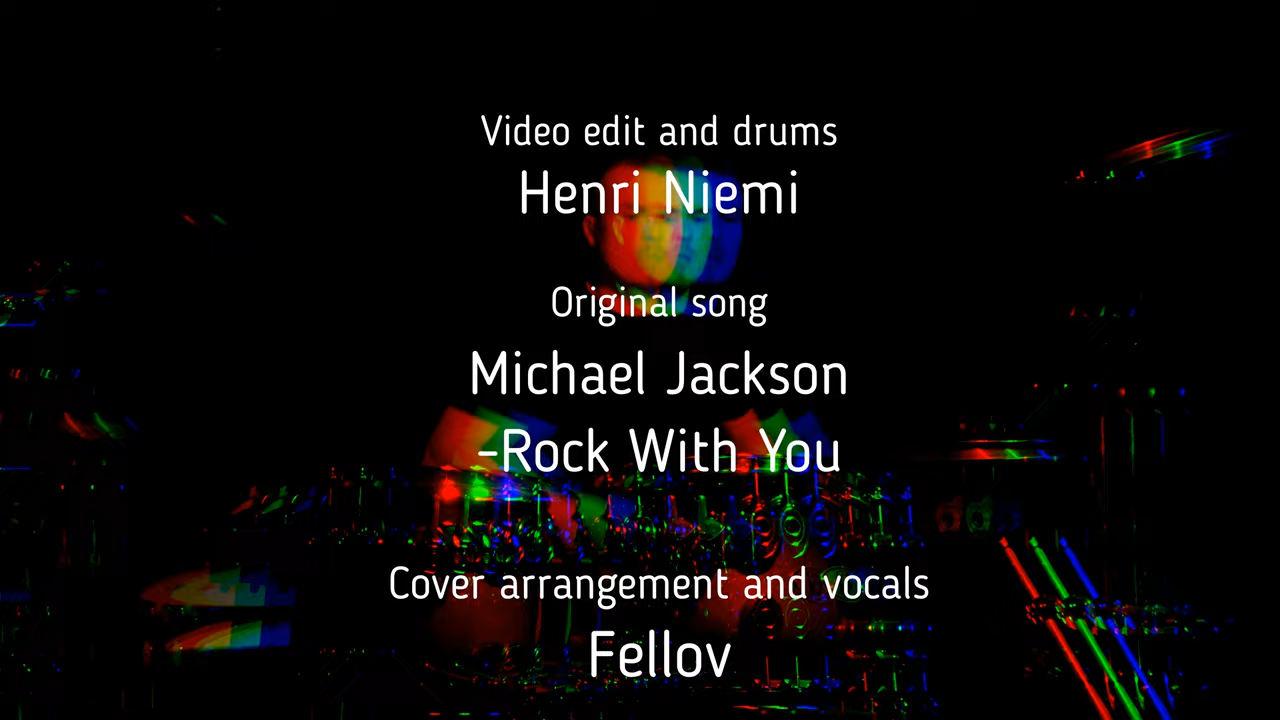 Video edit and drums
Henri Niemi
Original song
Michael Jackson
-Rock With You
Cover arrangement and vocals
Fellov